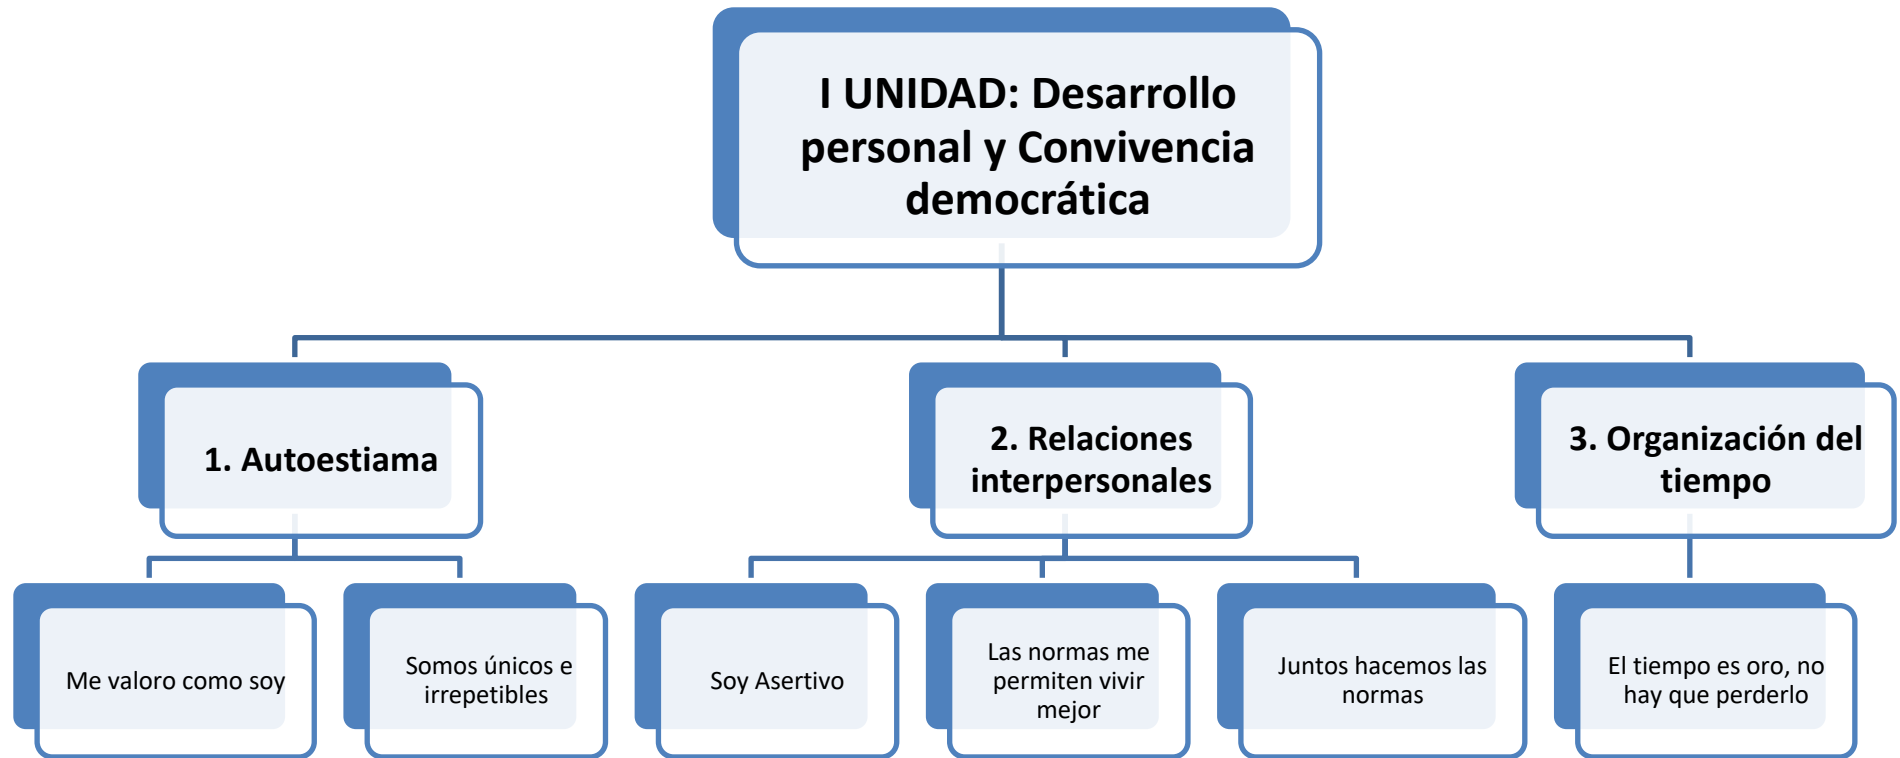 I UNIDAD: Desarrollo
personal y Convivencia
democrática
1. Autoestiama
2. Relaciones
interpersonales
3. Organización del
tiempo
Me valoro como soy
Somos únicos e
irrepetibles
Soy Asertivo
Las normas me
permiten vivir
mejor
Juntos hacemos las
normas
El tiempo es oro, no
hay que perderlo